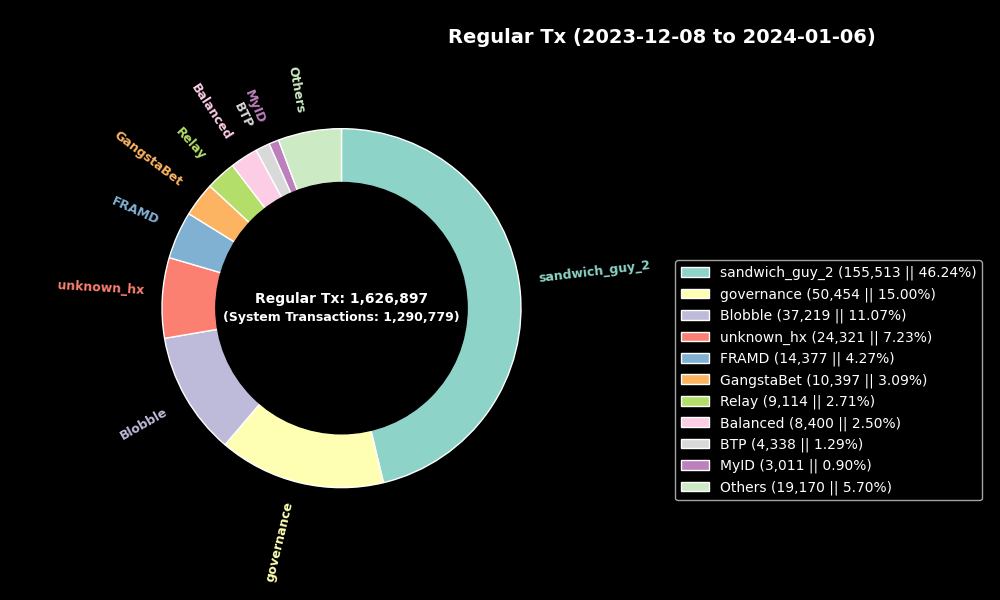 Regular Tx (2023-12-08 to 2024-01-06)
Others
MyID
BTP
Balanced
Relay
GangstaBet
FRAMD
unknown_hx
Blobble
governance
sandwich_guy_2
Regular Tx: 1,626,897
(System Transactions: 1,290,779)
sandwich_guy_2 (155,513 || 46.24%)
governance (50,454 || 15.00%)
Blobble (37,219 || 11.07%)
unknown_hx (24,321 || 7.23%)
FRAMD (14,377 || 4.27%)
GangstaBet (10,397 || 3.09%)
Relay (9,114 || 2.71%)
Balanced (8,400 || 2.50%)
BTP (4,338 || 1.29%)
MyID (3,011 || 0.90%)
Others (19,170 || 5.70%)